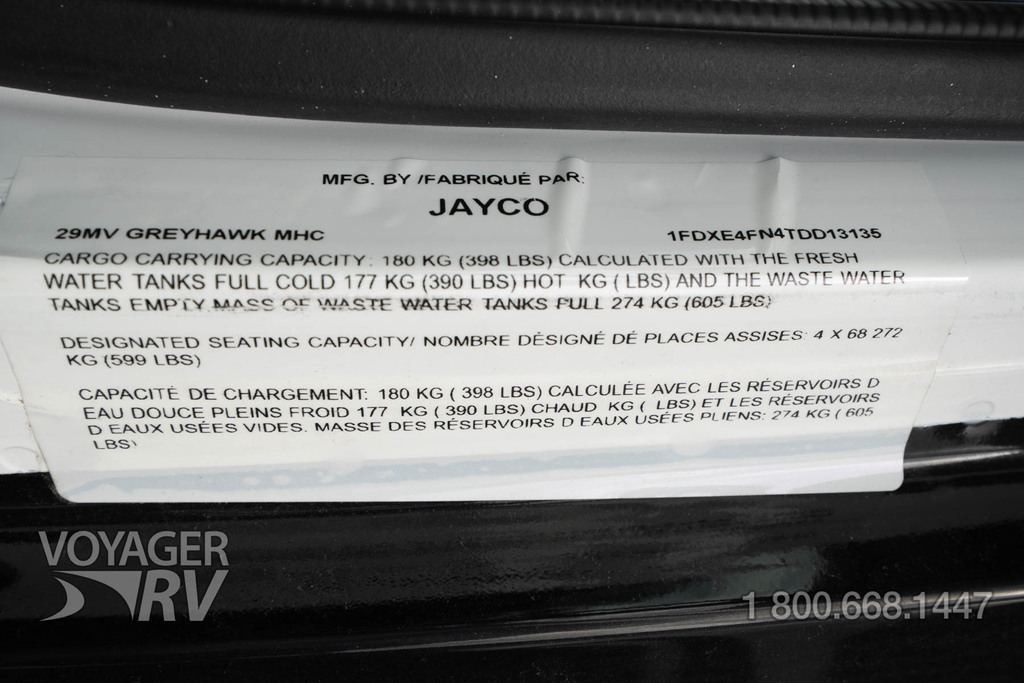 MFG. BY /FABRIQUÉ PAR:
JAYCO
29MV GREYHAWK MHC 1FDXE4FN4TDD13135
CARGO CARRYING CAPACITY: 180 KG (398 LBS) CALCULATED WITH THE FRESH
WATER TANKS FULL COLD 177 KG (390 LBS) HOT KG ( LBS) AND THE WASTE WATER
TANKS EMPTY. MASS OF WASTE WATER TANKS FULL 274 KG (605 LBS)
DESIGNATED SEATING CAPACITY/ NOMBRE DÉSIGNÉ DE PLACES ASSISES: 4 X 68 272
KG (599 LBS)
CAPACITÉ DE CHARGEMENT: 180 KG ( 398 LBS) CALCULÉE AVEC LES RÉSERVOIRS D
EAU DOUCE PLEINS FROID 177 KG ( 390 LBS) CHAUD KG ( LBS) ET LES RÉSERVOIRS
D EAUX USÉES VIDES. MASSE DES RÉSERVOIRS D EAUX USÉES PLIENS: 274 KG ( 605
LBS)
VOYAGER
RV
1 800.668.1447